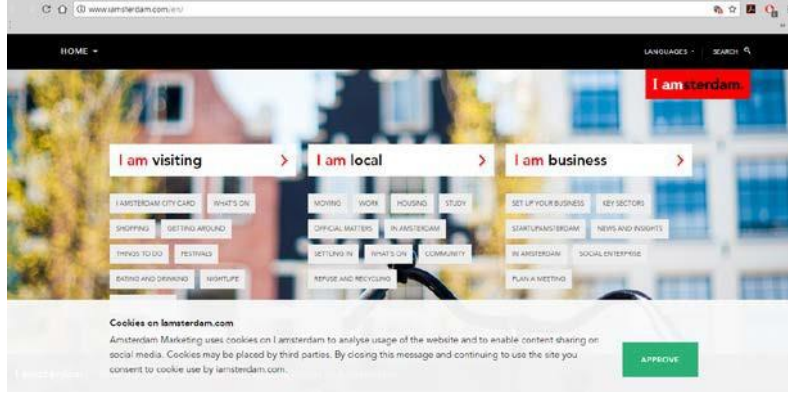 www.iamsterdam.com/en/
HOME
LANGUAGES
SEARCH
I amsterdam.
I am visiting
I am local
I am business
I AMSTERDAM CITY CARD
WHAT'S ON
MOVING
WORK
HOUSING
STUDY
SET UP YOUR BUSINESS
KEY SECTORS
SHOPPING
GETTING AROUND
OFFICIAL MATTERS
IN AMSTERDAM
STARTUPAMSTERDAM
NEWS AND INSIGHTS
THINGS TO DO
FESTIVALS
SETTLING IN
WHAT'S ON
COMMUNITY
IN AMSTERDAM
SOCIAL ENTERPRISE
EATING AND DRINKING
NIGHTLIFE
REFUSE AND RECYCLING
PLAN A MEETING
Cookies on Iamsterdam.com
Amsterdam Marketing uses cookies on I amsterdam to analyse usage of the website and to enable content sharing on
social media. Cookies may be placed by third parties. By closing this message and continuing to use the site you
consent to cookie use by iamsterdam.com.
APPROVE